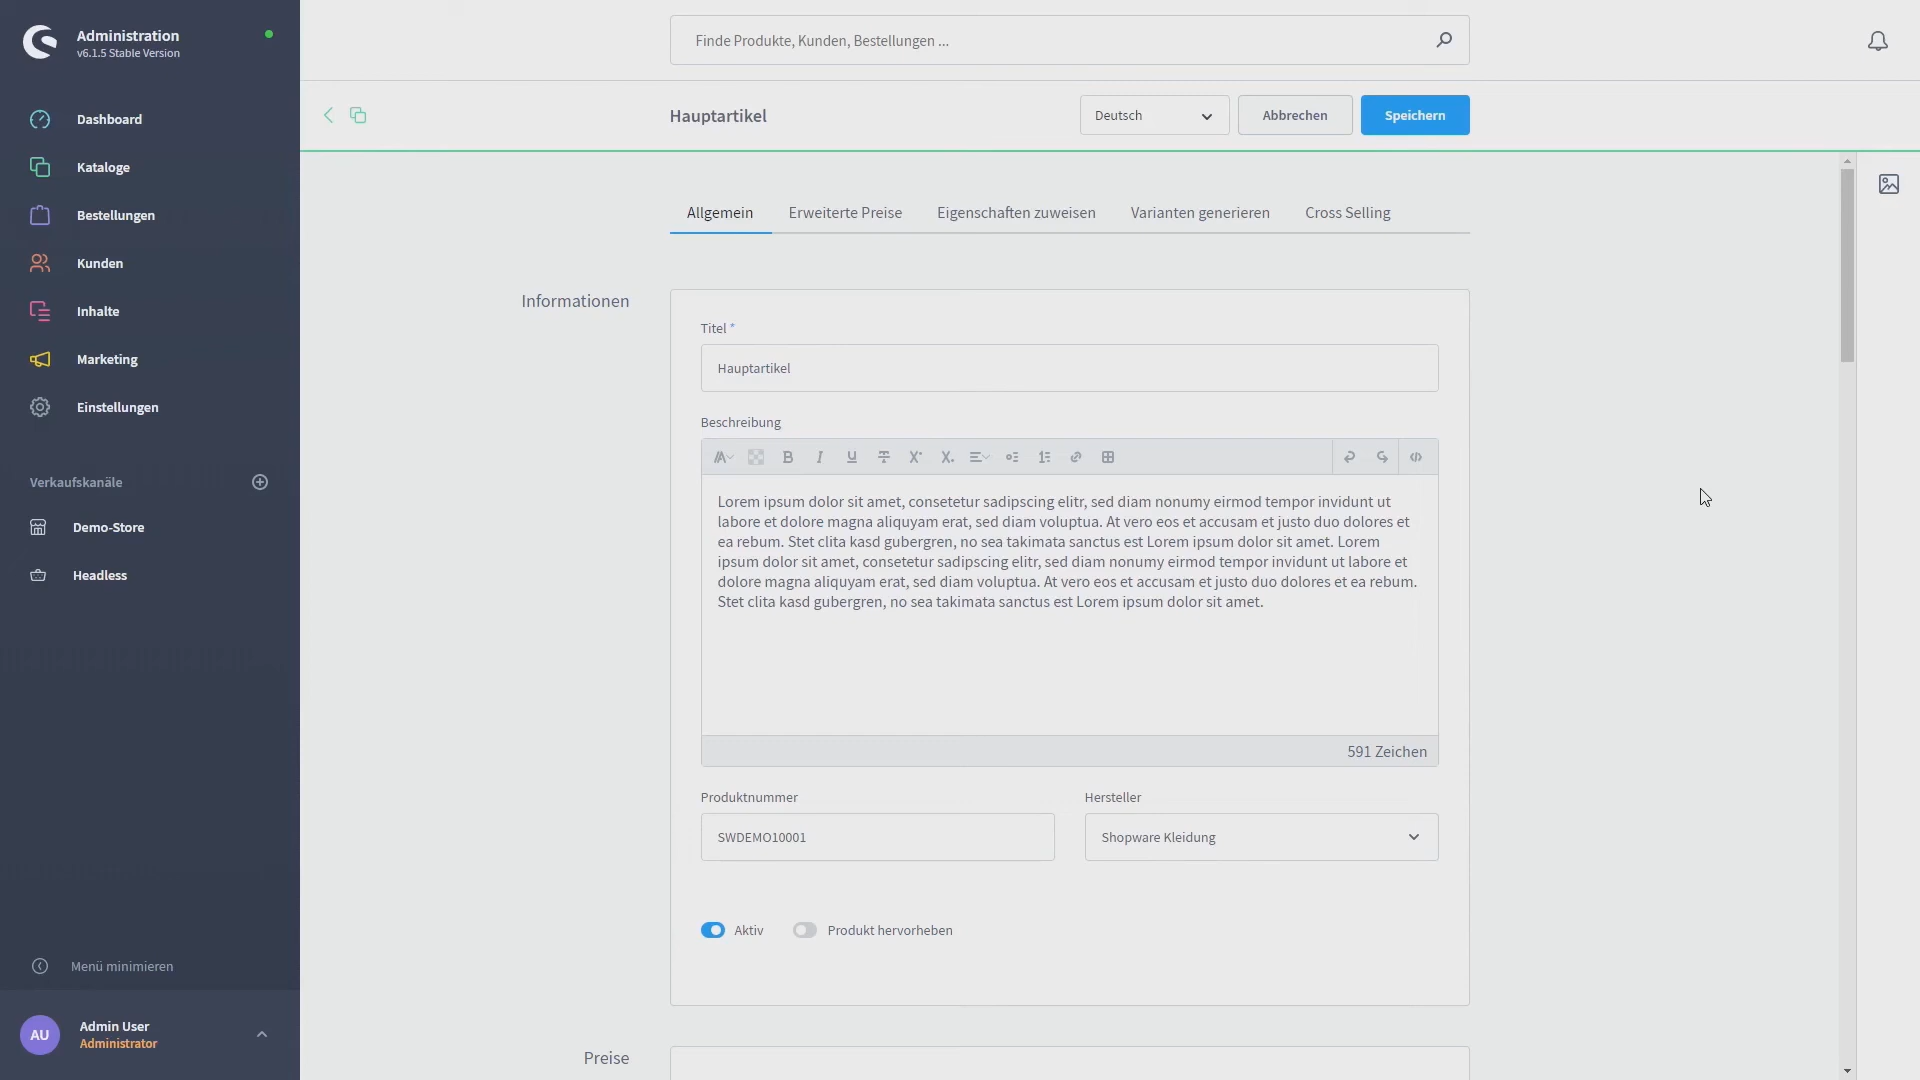 Administration
v6.1.5 Stable Version
Dashboard
Kataloge
Bestellungen
Kunden
Inhalte
Marketing
Einstellungen
Verkaufskanäle
Demo-Store
Headless
Menü minimieren
AU
Admin User
Administrator
Finde Produkte, Kunden, Bestellungen ...
Hauptartikel
Deutsch
Abbrechen
Speichern
Allgemein
Erweiterte Preise
Eigenschaften zuweisen
Varianten generieren
Cross Selling
Informationen
Titel *
Hauptartikel
Beschreibung
Lorem ipsum dolor sit amet, consetetur sadipscing elitr, sed diam nonumy eirmod tempor invidunt ut
labore et dolore magna aliquyam erat, sed diam voluptua. At vero eos et accusam et justo duo dolores et
ea rebum. Stet clita kasd gubergren, no sea takimata sanctus est Lorem ipsum dolor sit amet. Lorem
ipsum dolor sit amet, consetetur sadipscing elitr, sed diam nonumy eirmod tempor invidunt ut labore et
dolore magna aliquyam erat, sed diam voluptua. At vero eos et accusam et justo duo dolores et ea rebum.
Stet clita kasd gubergren, no sea takimata sanctus est Lorem ipsum dolor sit amet.
591 Zeichen
Produktnummer
Hersteller
SWDEMO10001
Shopware Kleidung
Aktiv
Produkt hervorheben
Preise